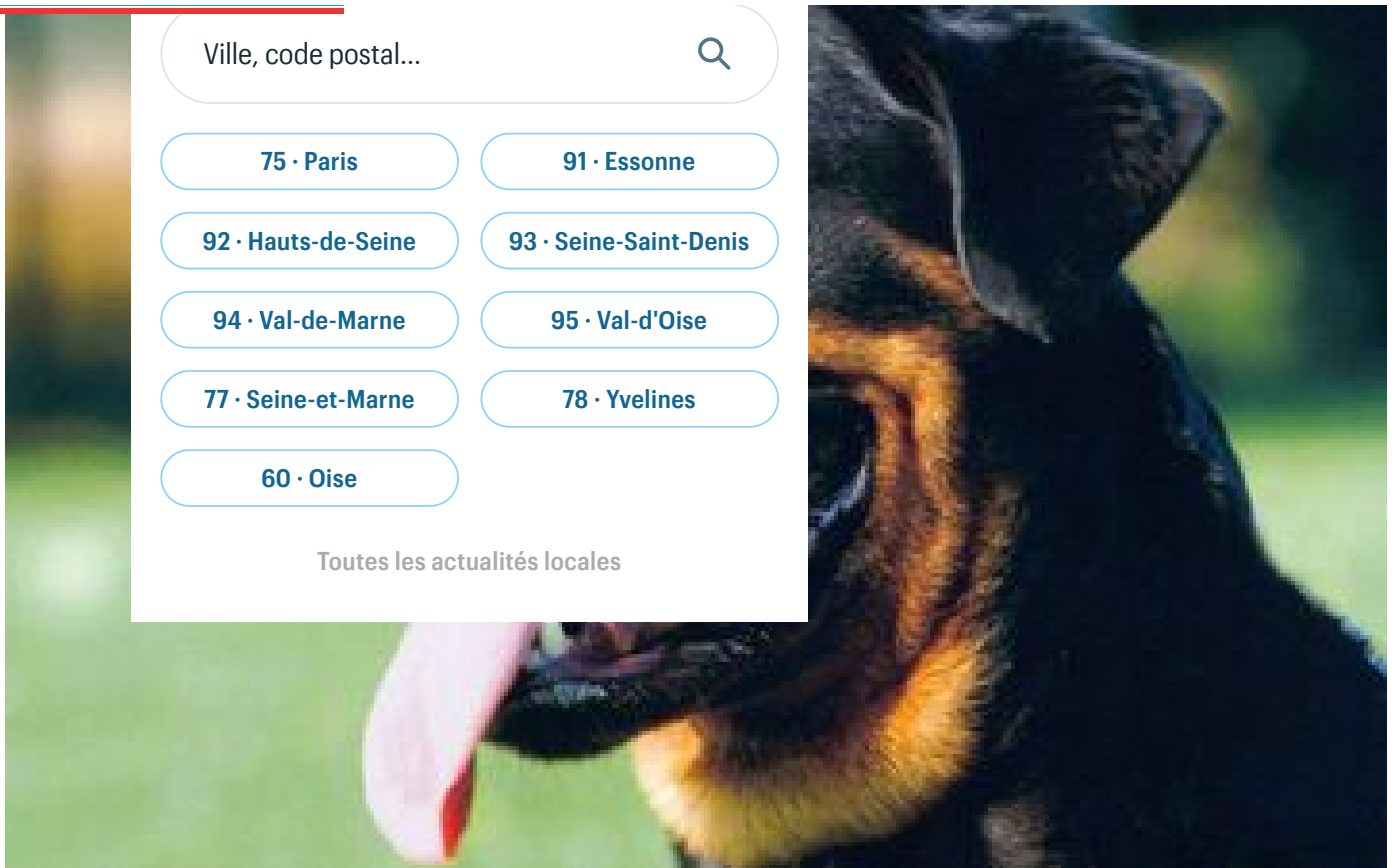 Ville, code postal...
75 · Paris
91 · Essonne
92 · Hauts-de-Seine
93 · Seine-Saint-Denis
94 · Val-de-Marne
95 · Val-d'Oise
77 · Seine-et-Marne
78 · Yvelines
60 · Oise
Toutes les actualités locales